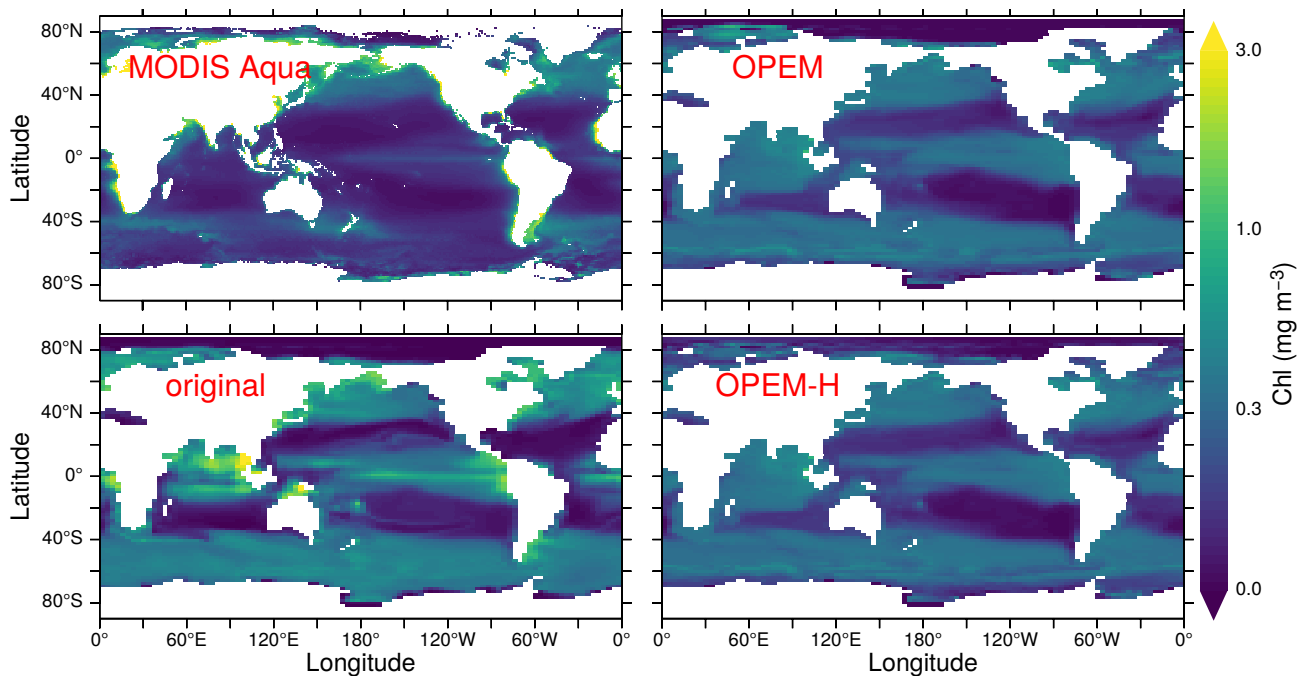 80°N
40°N
0°
40°S
80°S
Latitude
MODIS Aqua
OPEM
80°N
40°N
0°
40°S
80°S
Latitude
original
OPEM-H
0°
60°E
120°E
180°
120°W
60°W
0°
Longitude
0°
60°E
120°E
180°
120°W
60°W
0°
Longitude
3.0
1.0
0.3
0.0
Chl (mg m⁻³)